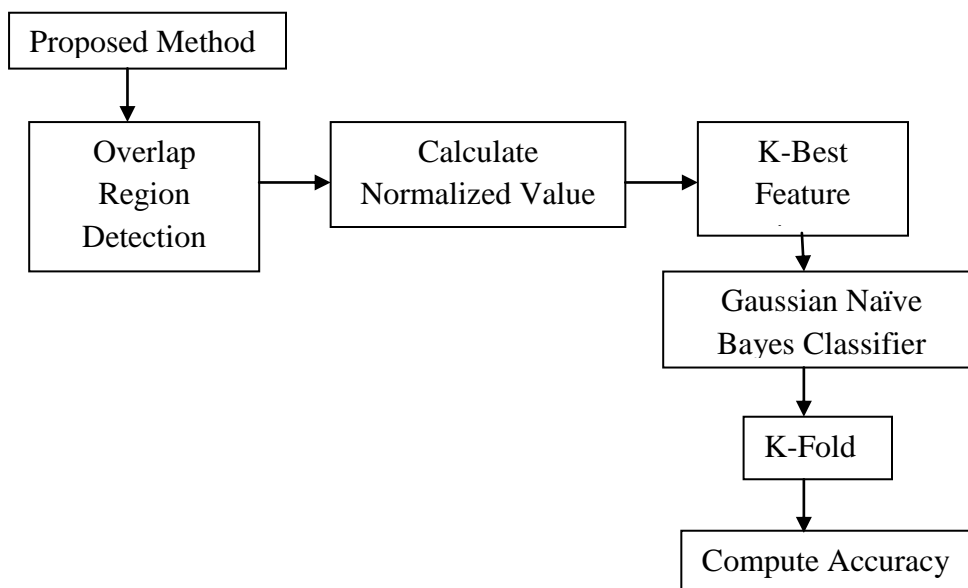 Proposed Method
Overlap
Region
Detection
Calculate
Normalized Value
K-Best
Feature
Gaussian Naïve
Bayes Classifier
K-Fold
Compute Accuracy